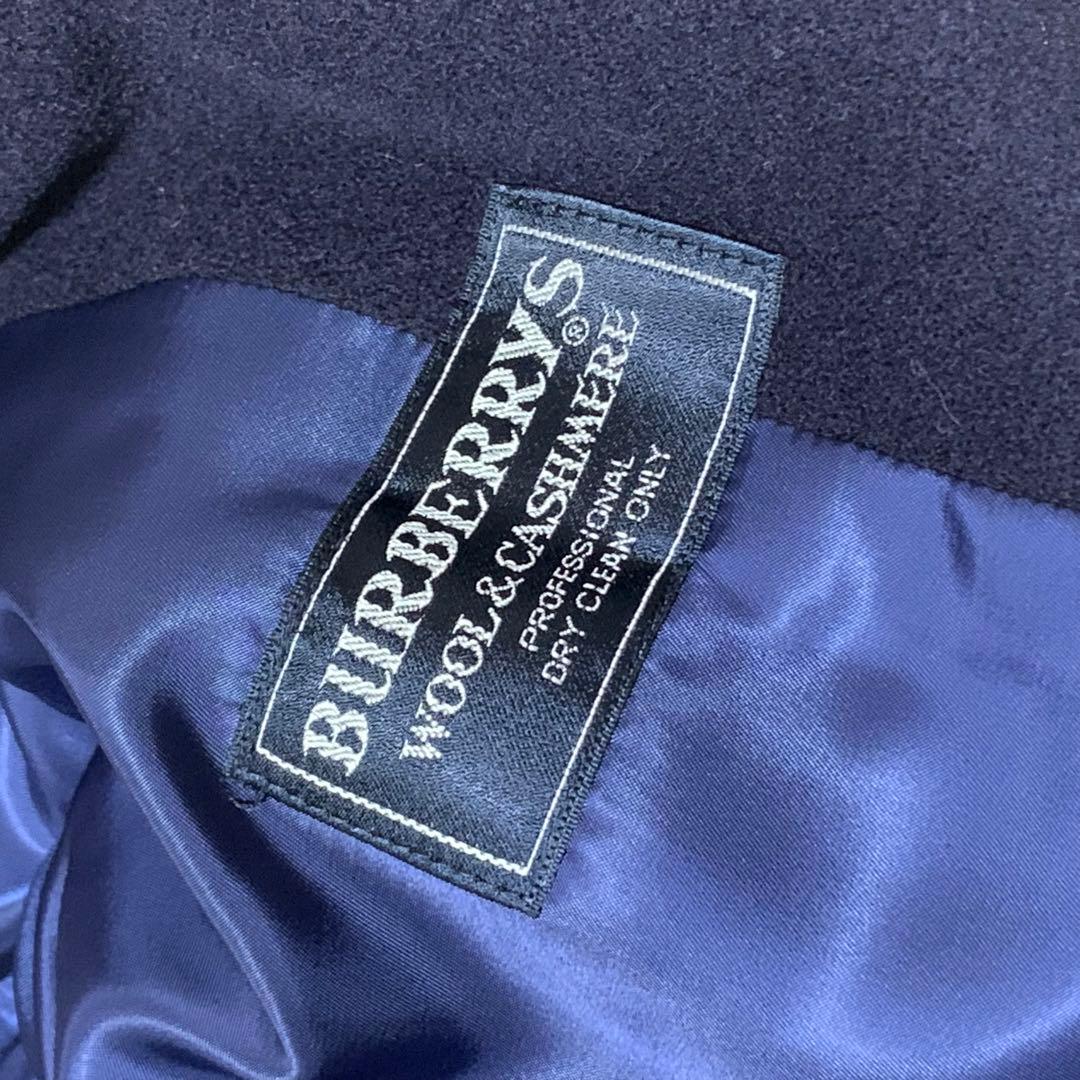 BURBERRYS®
WOOL&CASHMERE
PROFESSIONAL
DRY CLEAN ONLY